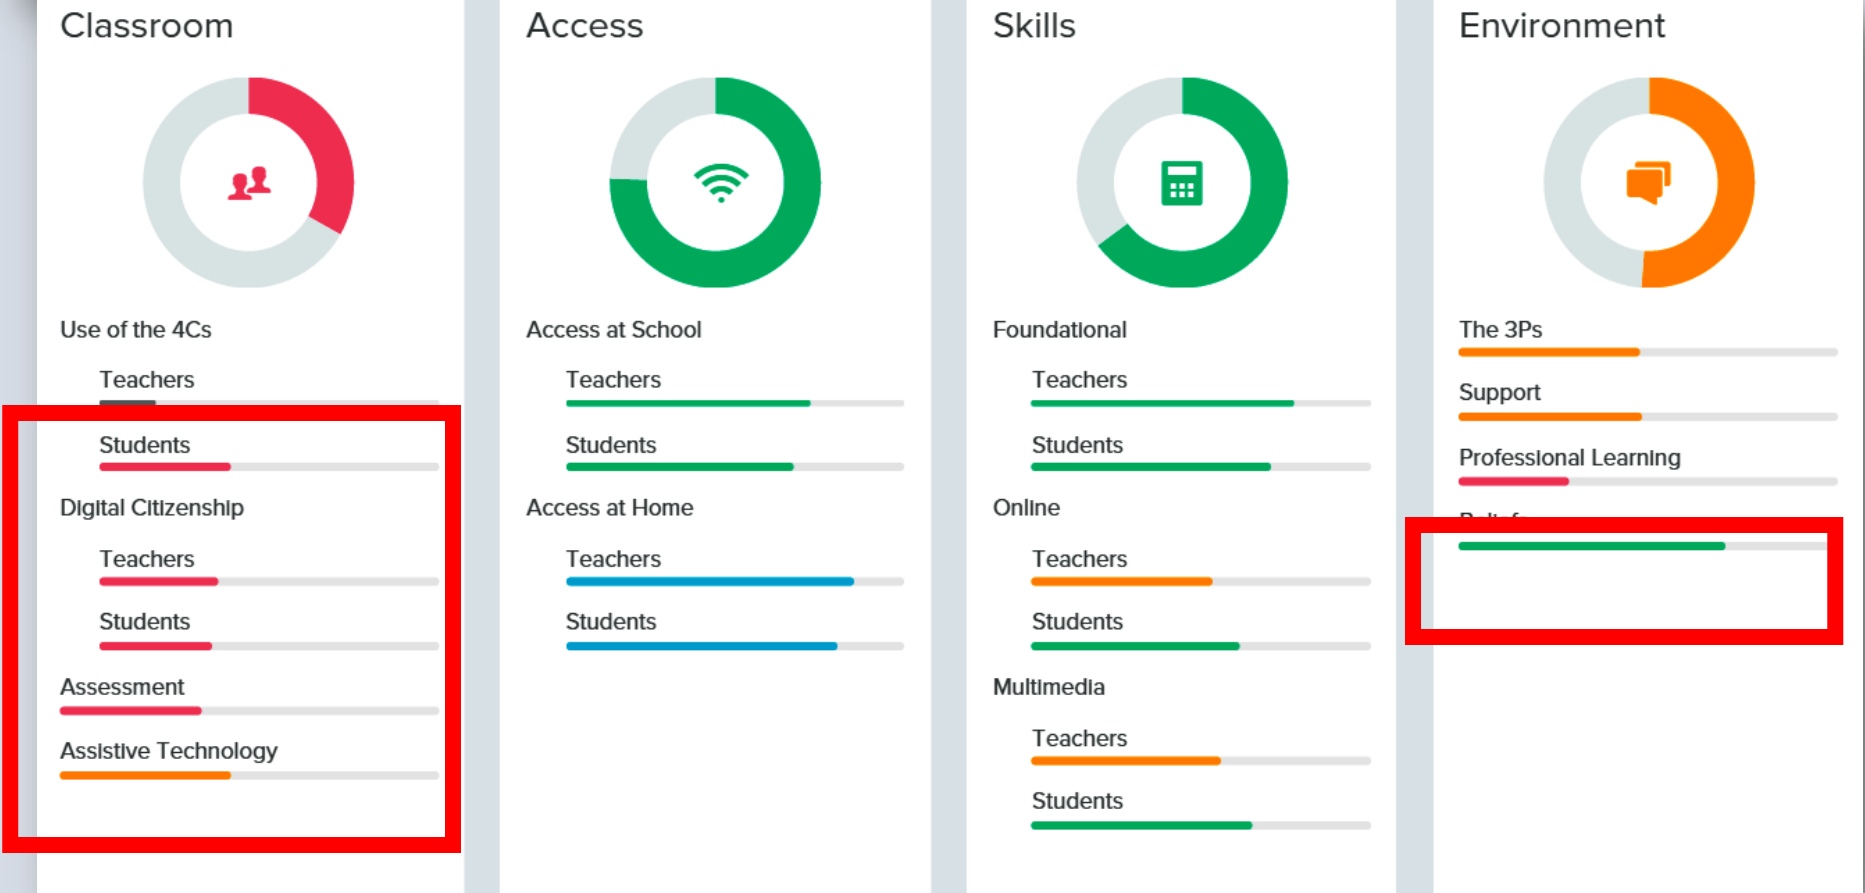 Classroom
Use of the 4Cs
Teachers
Students
Digital Citizenship
Teachers
Students
Assessment
Assistive Technology
Access
Access at School
Teachers
Students
Access at Home
Teachers
Students
Skills
Foundational
Teachers
Students
Online
Teachers
Students
Multimedia
Teachers
Students
Environment
The 3Ps
Support
Professional Learning